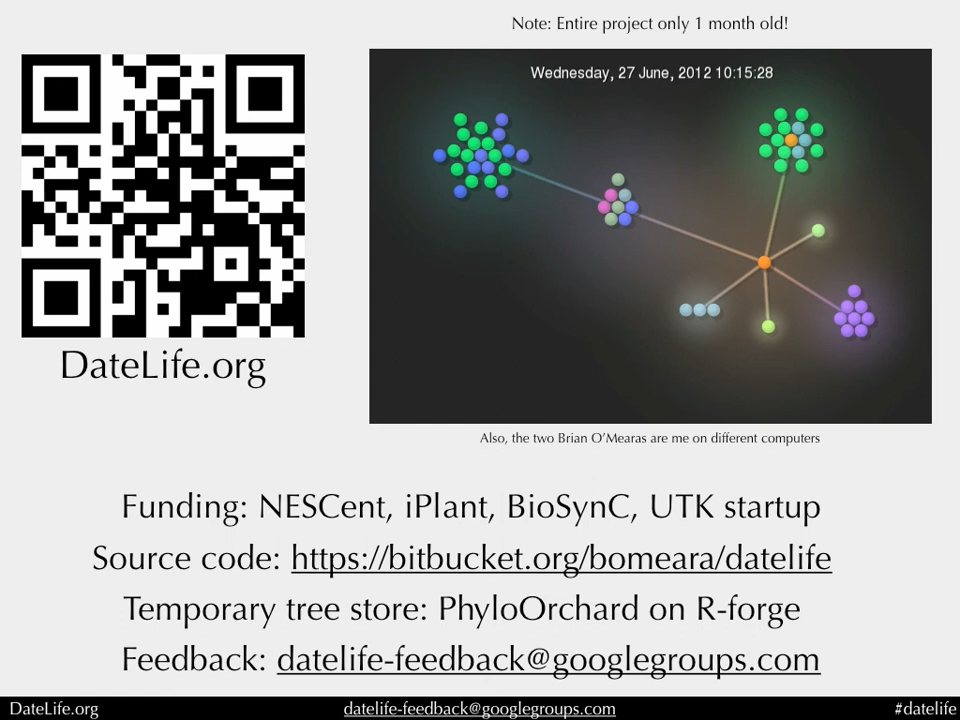 Note: Entire project only 1 month old!
Wednesday, 27 June, 2012 10:15:28
DateLife.org
Also, the two Brian O’Mearas are me on different computers
Funding: NESCent, iPlant, BioSynC, UTK startup
Source code: https://bitbucket.org/bomeara/datelife
Temporary tree store: PhyloOrchard on R-forge
Feedback: datelife-feedback@googlegroups.com
DateLife.org datelife-feedback@googlegroups.com #datelife